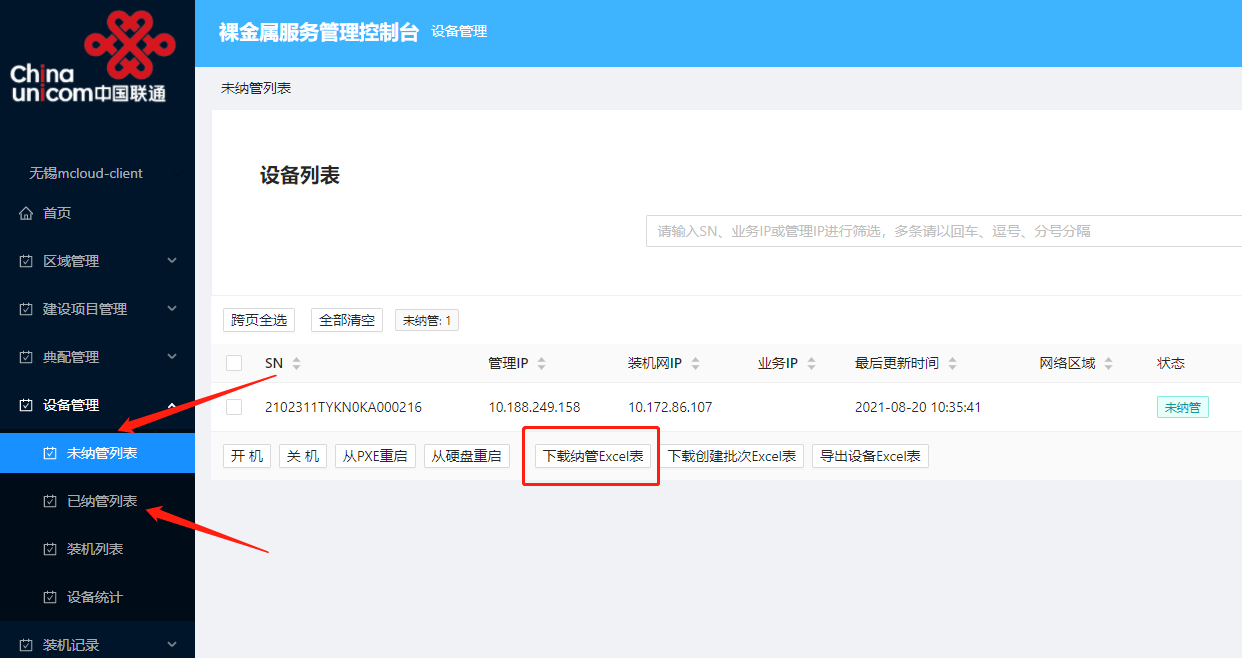 China
unicom中国联通
裸金属服务管理控制台 设备管理
未纳管列表
无锡mcloud-client
首页
区域管理
建设项目管理
典配管理
设备管理
未纳管列表
已纳管列表
装机列表
设备统计
装机记录
设备列表
请输入SN、业务IP或管理IP进行筛选，多条请以回车、逗号、分号分隔
跨页全选 全部清空 未纳管: 1
SN 管理IP 装机网IP 业务IP 最后更新时间 网络区域 状态
2102311TYKN0KA000216 10.188.249.158 10.172.86.107 2021-08-20 10:35:41 未纳管
开 机 关 机 从PXE重启 从硬盘重启 下载纳管Excel表 下载创建批次Excel表 导出设备Excel表